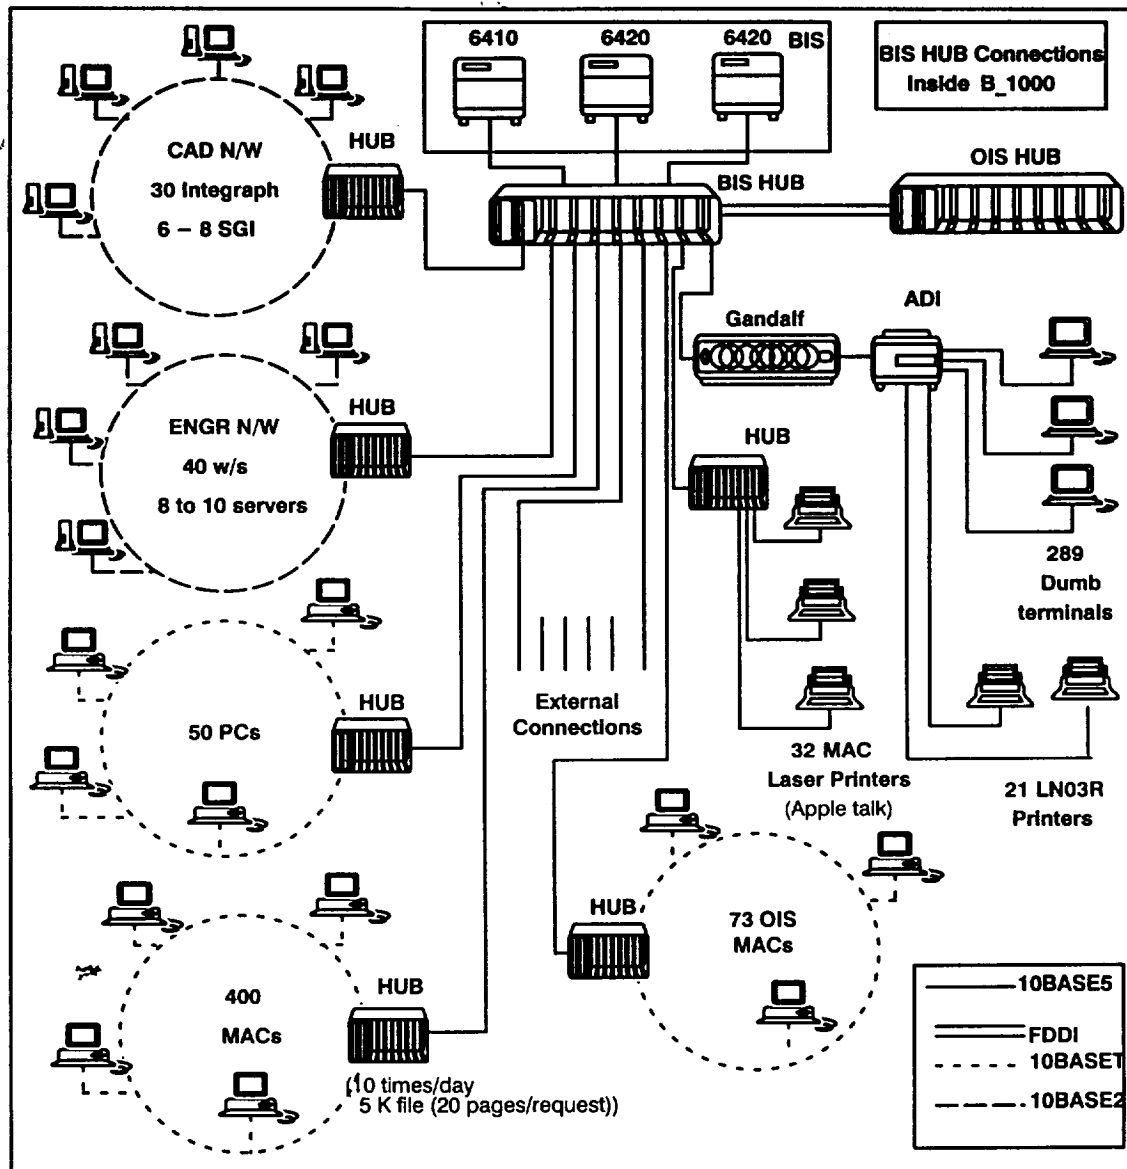 6410
6420
6420
BIS
BIS HUB Connections
Inside B_1000
HUB
CAD N/W
30 Integraph
6 – 8 SGI
BIS HUB
OIS HUB
Gandalf
ADI
HUB
ENGR N/W
40 w/s
8 to 10 servers
HUB
289
Dumb
terminals
External
Connections
HUB
50 PCs
32 MAC
Laser Printers
(Apple talk)
21 LN03R
Printers
HUB
73 OIS
MACs
HUB
400
MACs
(10 times/day
5 K file (20 pages/request))
10BASE5
FDDI
10BASET
10BASE2